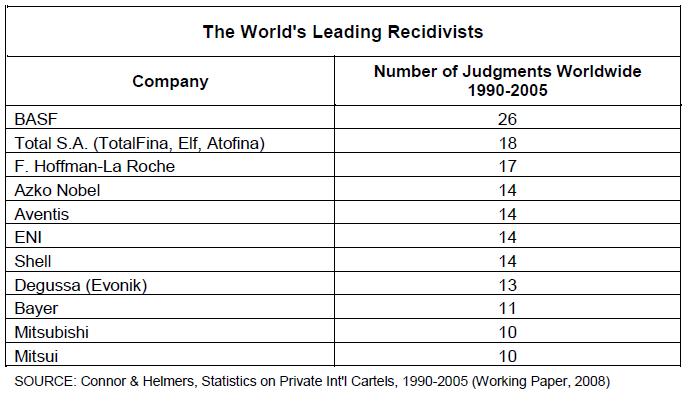 The World's Leading Recidivists
Company
Number of Judgments Worldwide
1990-2005
BASF 26
Total S.A. (TotalFina, Elf, Atofina) 18
F. Hoffman-La Roche 17
Azko Nobel 14
Aventis 14
ENI 14
Shell 14
Degussa (Evonik) 13
Bayer 11
Mitsubishi 10
Mitsui 10
SOURCE: Connor & Helmers, Statistics on Private Int'l Cartels, 1990-2005 (Working Paper, 2008)